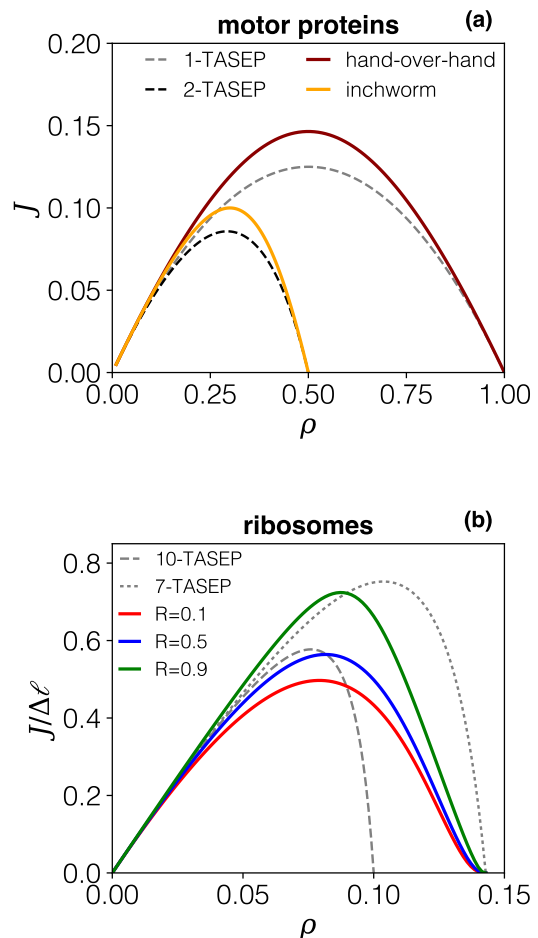 motor proteins (a)
0.20
1-TASEP hand-over-hand
2-TASEP inchworm
0.15
J
0.10
0.05
0.00
0.00 0.25 0.50 0.75 1.00
ρ
ribosomes (b)
0.8
10-TASEP
7-TASEP
R=0.1
R=0.5
R=0.9
0.6
J/Δℓ
0.4
0.2
0.0
0.00 0.05 0.10 0.15
ρ